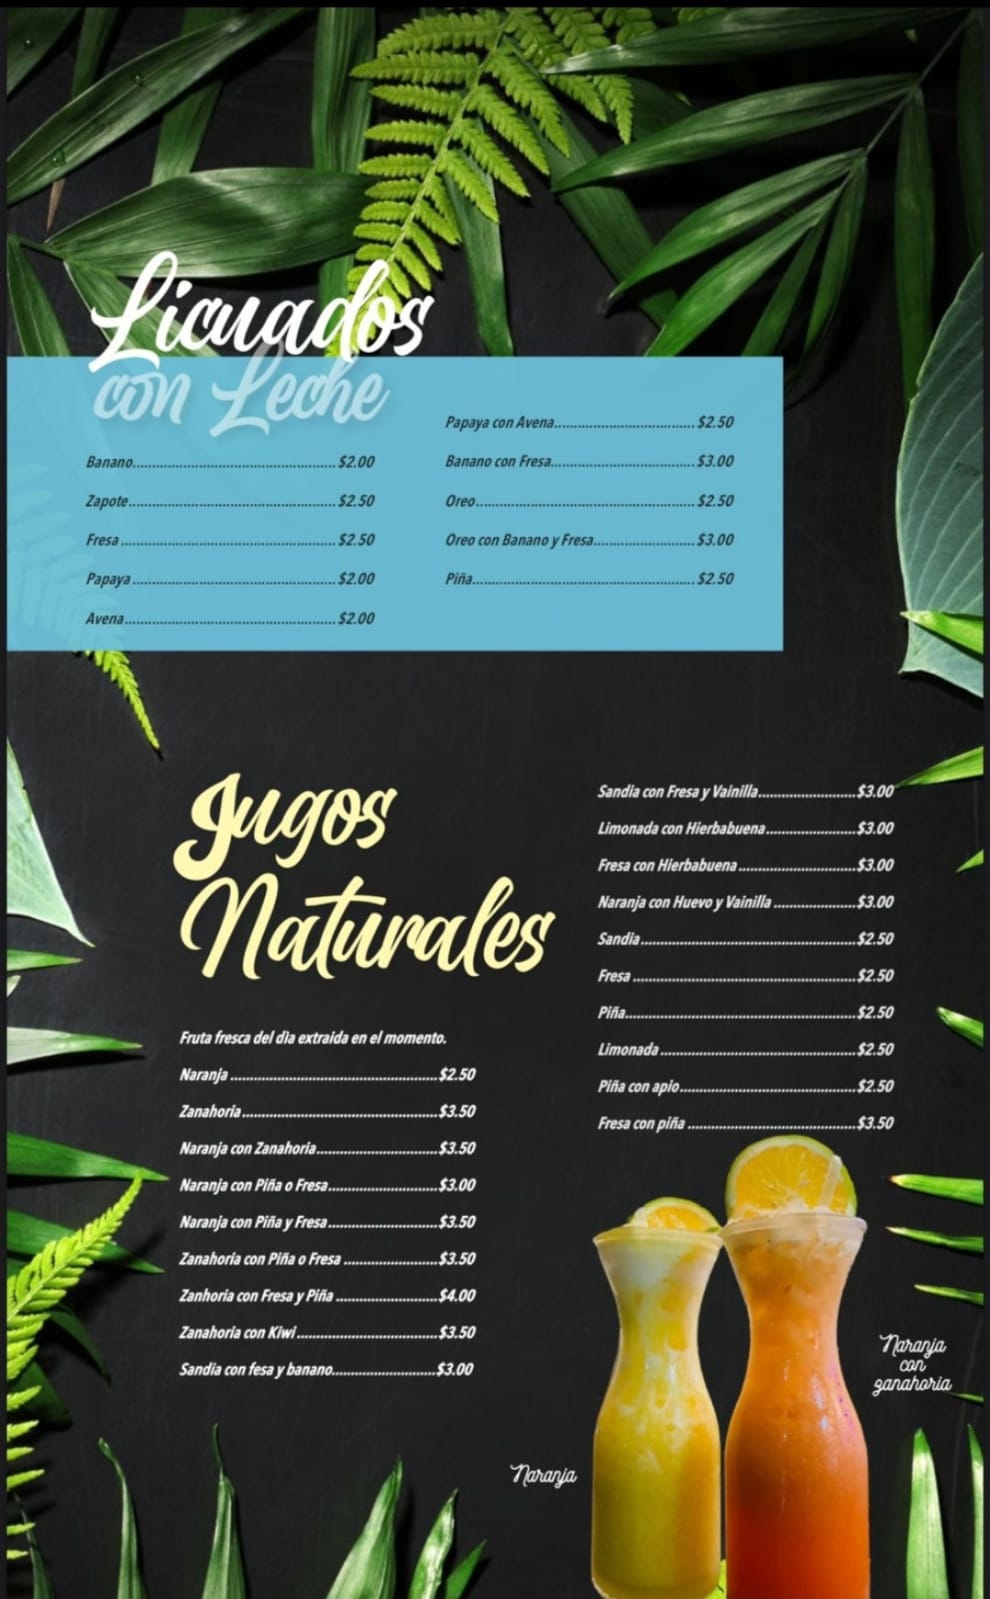 Licuados
con Leche
Banano $2.00
Zapote $2.50
Fresa $2.50
Papaya $2.00
Avena $2.00
Papaya con Avena $2.50
Banano con Fresa $3.00
Oreo $2.50
Oreo con Banano y Fresa $3.00
Piña $2.50
Jugos
Naturales
Fruta fresca del dìa extraida en el momento.
Naranja $2.50
Zanahoria $3.50
Naranja con Zanahoria $3.50
Naranja con Piña o Fresa $3.00
Naranja con Piña y Fresa $3.50
Zanahoria con Piña o Fresa $3.50
Zanhoria con Fresa y Piña $4.00
Zanahoria con Kiwi $3.50
Sandia con fesa y banano $3.00
Sandia con Fresa y Vainilla $3.00
Limonada con Hierbabuena $3.00
Fresa con Hierbabuena $3.00
Naranja con Huevo y Vainilla $3.00
Sandia $2.50
Fresa $2.50
Piña $2.50
Limonada $2.50
Piña con apio $2.50
Fresa con piña $3.50
Naranja
con
zanahoria
Naranja